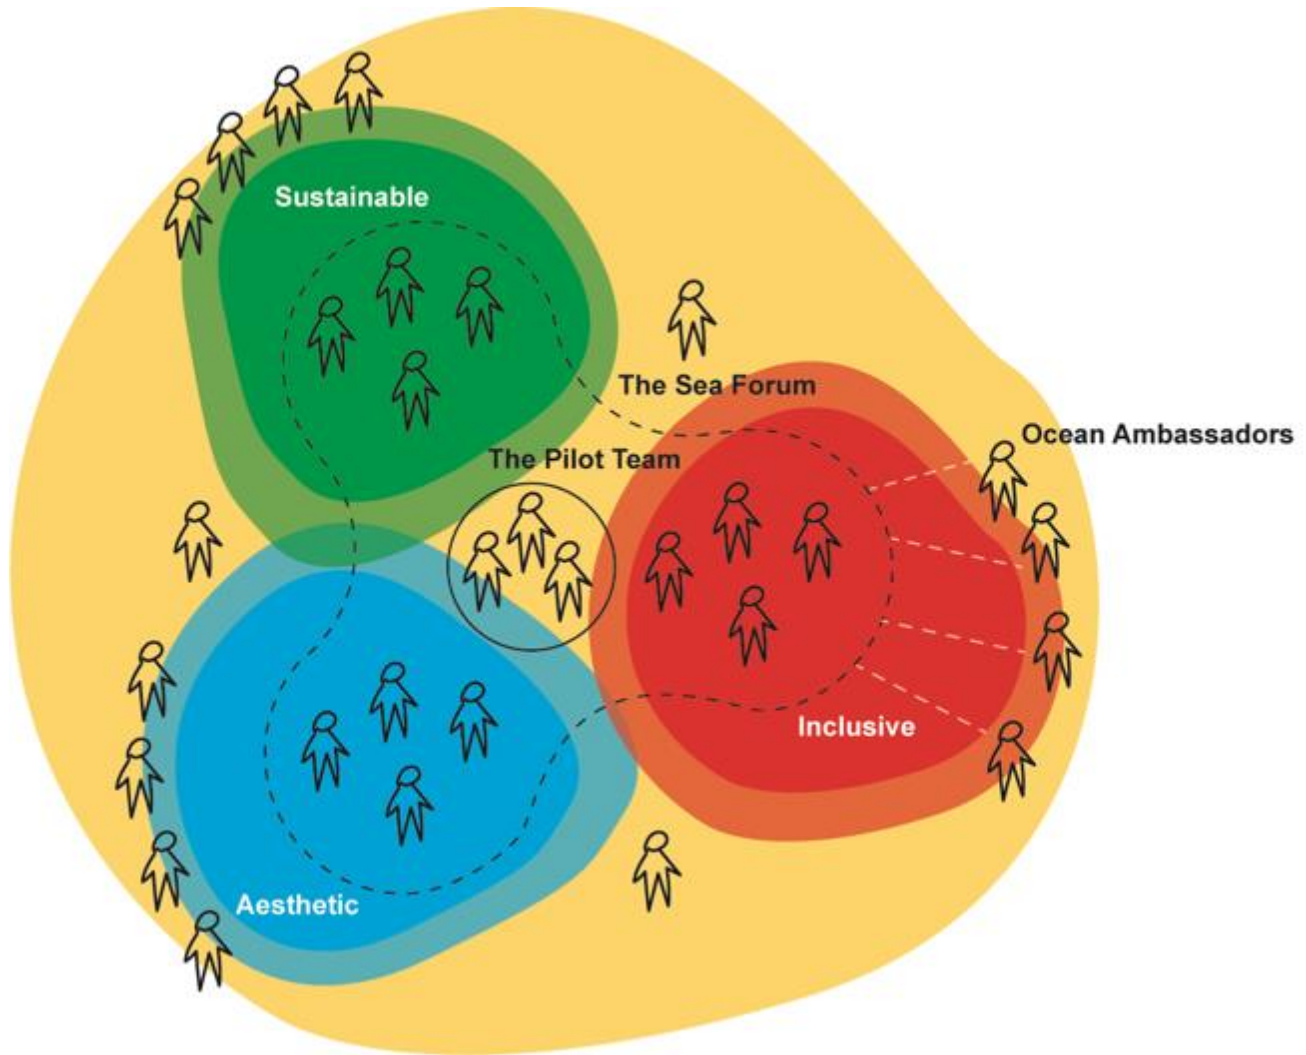 Sustainable
The Sea Forum
Ocean Ambassadors
The Pilot Team
Inclusive
Aesthetic